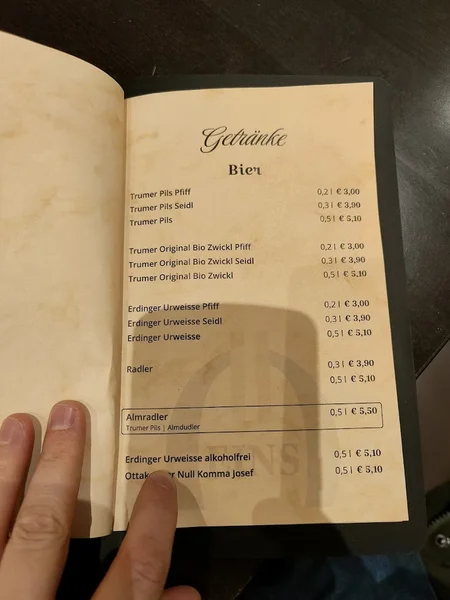 Getränke
Bier
Trumer Pils Pfiff 0,2 l € 3,00
Trumer Pils Seidl 0,3 l € 3,90
Trumer Pils 0,5 l € 5,10
Trumer Original Bio Zwickl Pfiff 0,2 l € 3,00
Trumer Original Bio Zwickl Seidl 0,3 l € 3,90
Trumer Original Bio Zwickl 0,5 l € 5,10
Erdinger Urweisse Pfiff 0,2 l € 3,00
Erdinger Urweisse Seidl 0,3 l € 3,90
Erdinger Urweisse 0,5 l € 5,10
Radler 0,3 l € 3,90
0,5 l € 5,10
Almradler 0,5 l € 5,50
Trumer Pils | Almdudler
Erdinger Urweisse alkoholfrei 0,5 l € 5,10
Null Komma Josef 0,5 l € 5,10